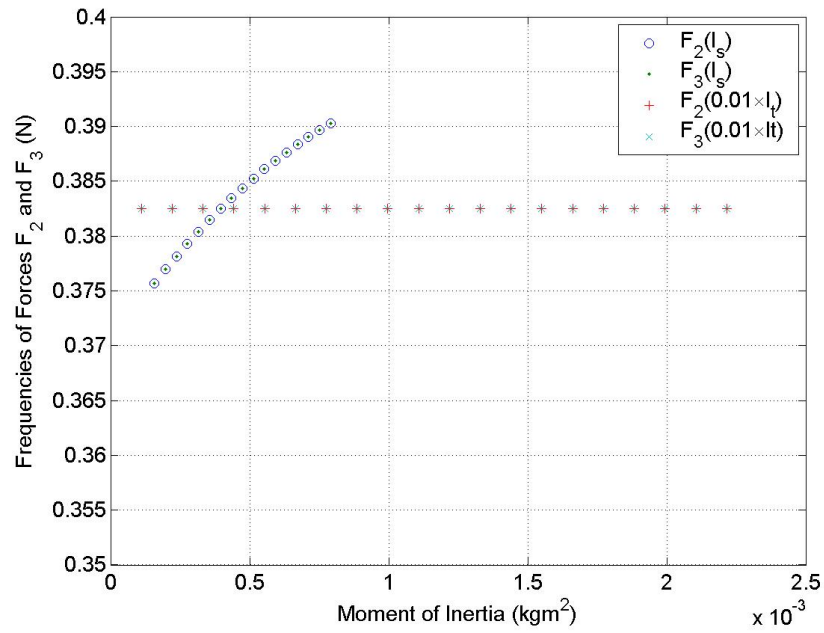 0.4
0.395
0.39
0.385
0.38
0.375
0.37
0.365
0.36
0.355
0.35
Frequencies of Forces F₂ and F₃ (N)
F₂(Iₛ)
F₃(Iₛ)
F₂(0.01×Iₜ)
F₃(0.01×It)
0 0.5 1 1.5 2 2.5
Moment of Inertia (kgm²)
x 10⁻³